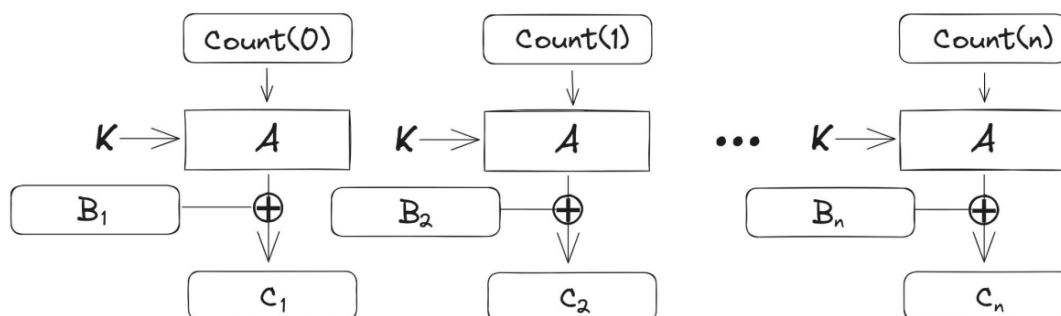 Count(0) Count(1) Count(n)
K A K A ••• K A
B₁ B₂ Bₙ
C₁ C₂ Cₙ